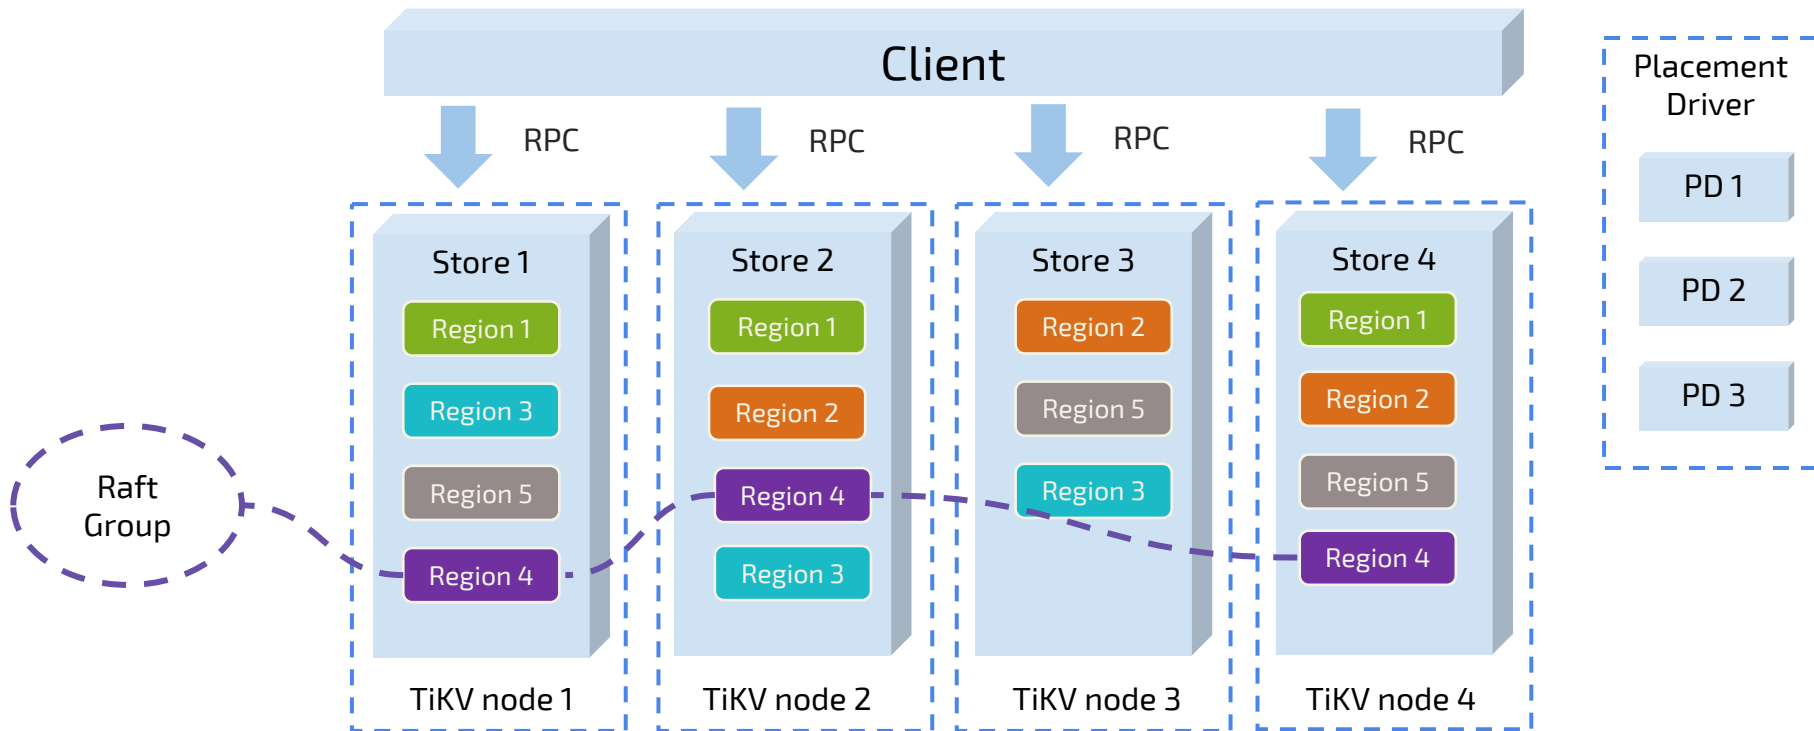 Client
RPC
RPC
RPC
RPC
Placement
Driver
PD 1
PD 2
PD 3
Store 1
Region 1
Region 3
Region 5
Region 4
TiKV node 1
Store 2
Region 1
Region 2
Region 4
Region 3
TiKV node 2
Store 3
Region 2
Region 5
Region 3
TiKV node 3
Store 4
Region 1
Region 2
Region 5
Region 4
TiKV node 4
Raft
Group